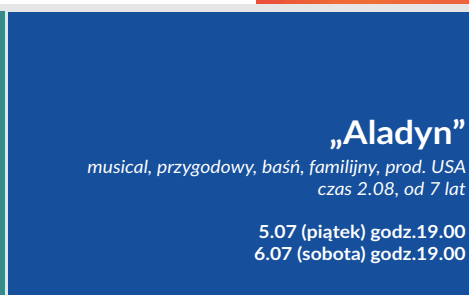 „Aladyn”
musical, przygodowy, baśń, familijny, prod. USA
czas 2.08, od 7 lat
5.07 (piątek) godz.19.00
6.07 (sobota) godz.19.00